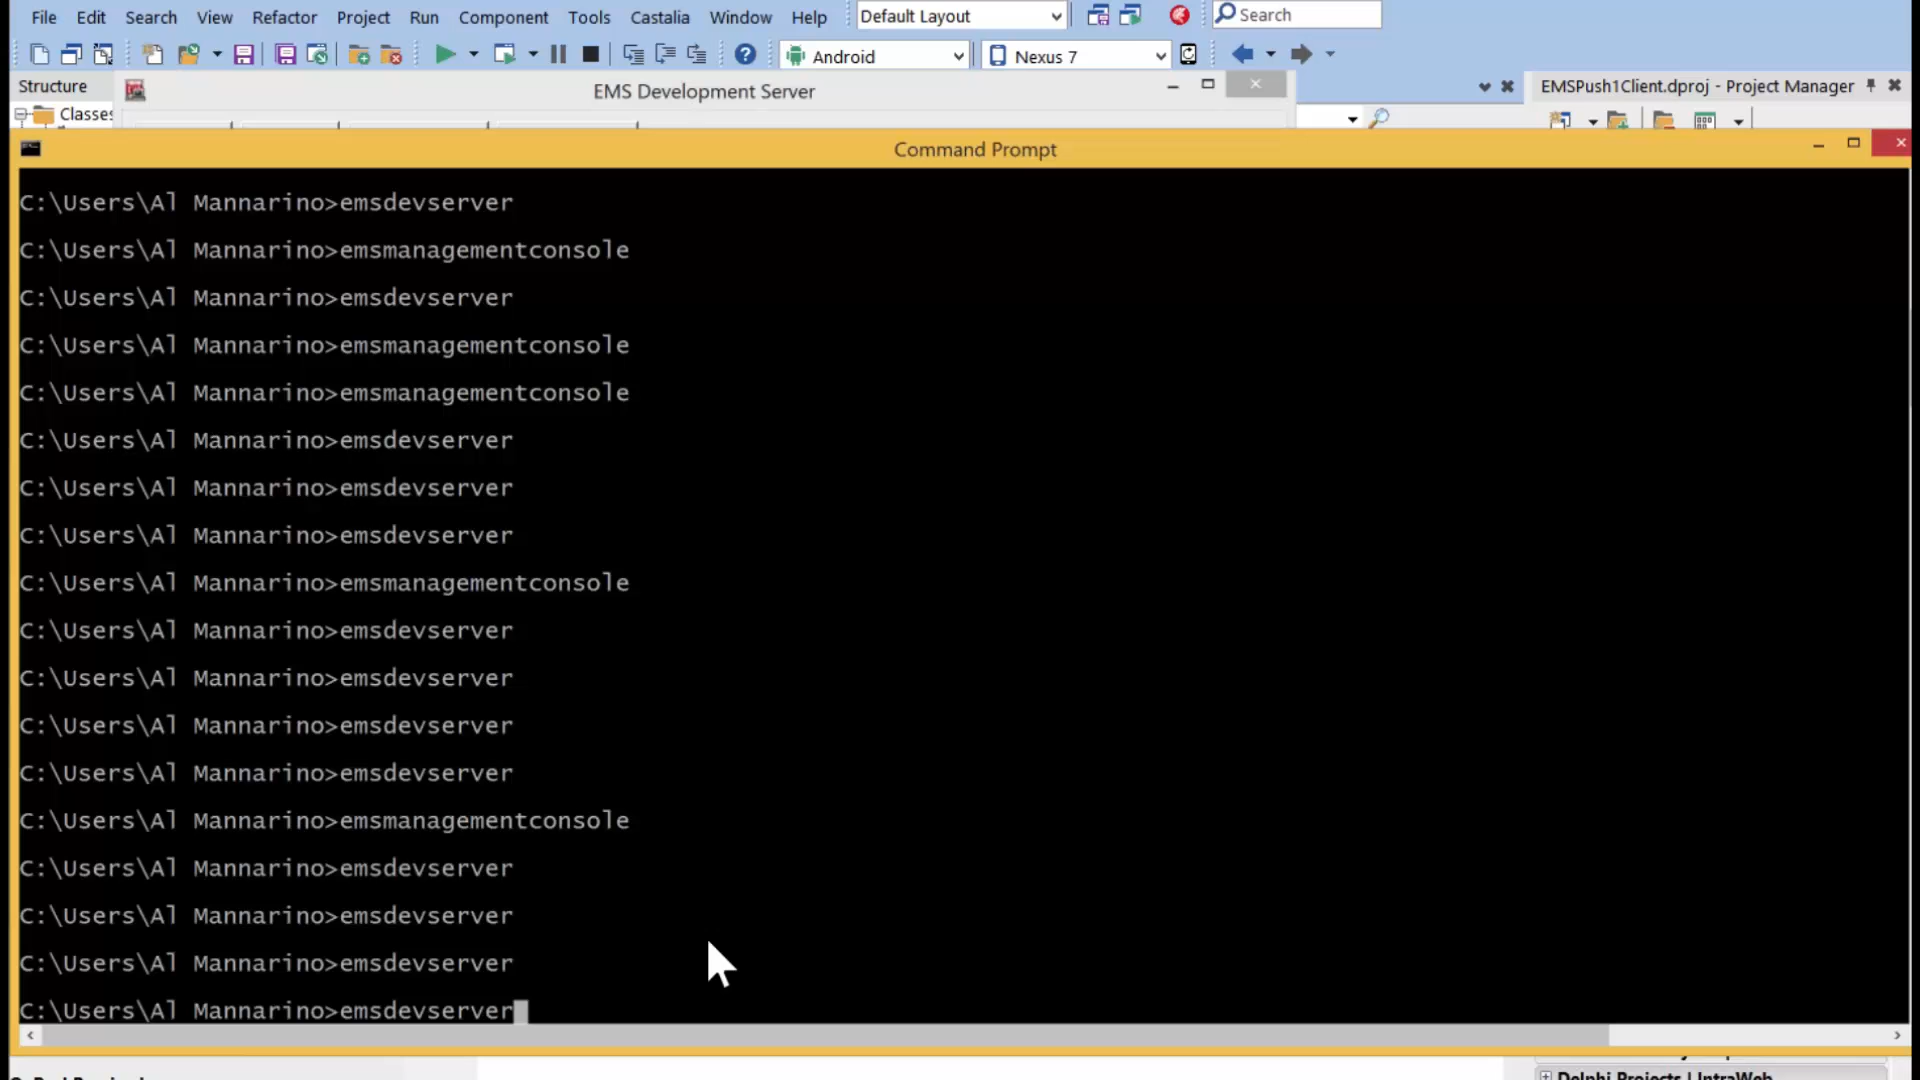 File Edit Search View Refactor Project Run Component Tools Castalia Window Help Default Layout Search
Android Nexus 7
Structure EMS Development Server EMSPush1Client.dproj - Project Manager
Classes
Command Prompt
C:\Users\Al Mannarino>emsdevserver
C:\Users\Al Mannarino>emsmanagementconsole
C:\Users\Al Mannarino>emsdevserver
C:\Users\Al Mannarino>emsmanagementconsole
C:\Users\Al Mannarino>emsmanagementconsole
C:\Users\Al Mannarino>emsdevserver
C:\Users\Al Mannarino>emsdevserver
C:\Users\Al Mannarino>emsdevserver
C:\Users\Al Mannarino>emsmanagementconsole
C:\Users\Al Mannarino>emsdevserver
C:\Users\Al Mannarino>emsdevserver
C:\Users\Al Mannarino>emsdevserver
C:\Users\Al Mannarino>emsdevserver
C:\Users\Al Mannarino>emsmanagementconsole
C:\Users\Al Mannarino>emsdevserver
C:\Users\Al Mannarino>emsdevserver
C:\Users\Al Mannarino>emsdevserver
C:\Users\Al Mannarino>emsdevserver
Delphi Projects | IntraWeb